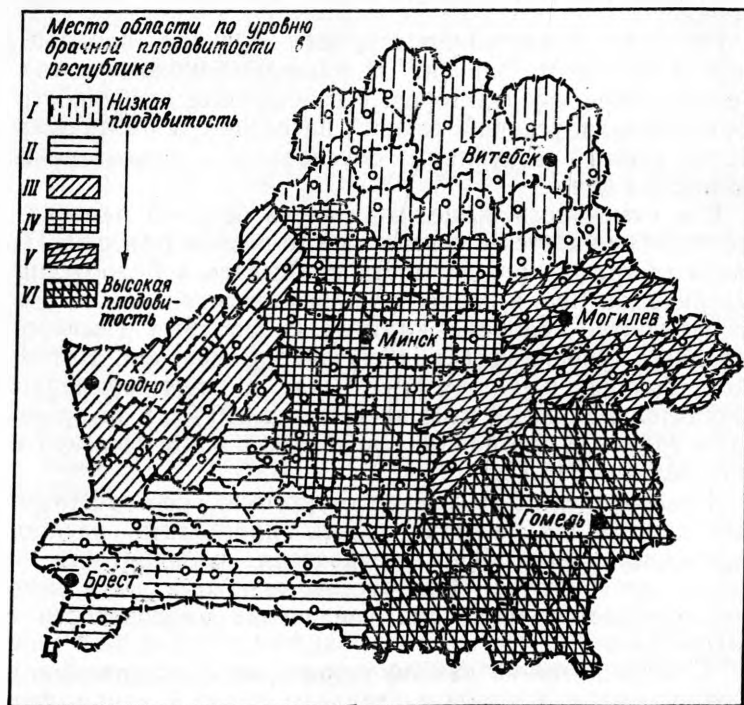 Место области по уровню
брачной плодовитости в
республике
I Низкая
плодовитость
II
III
IV
V
VI Высокая
плодови-
тость
Витебск
Могилев
Минск
Гродно
Гомель
Брест